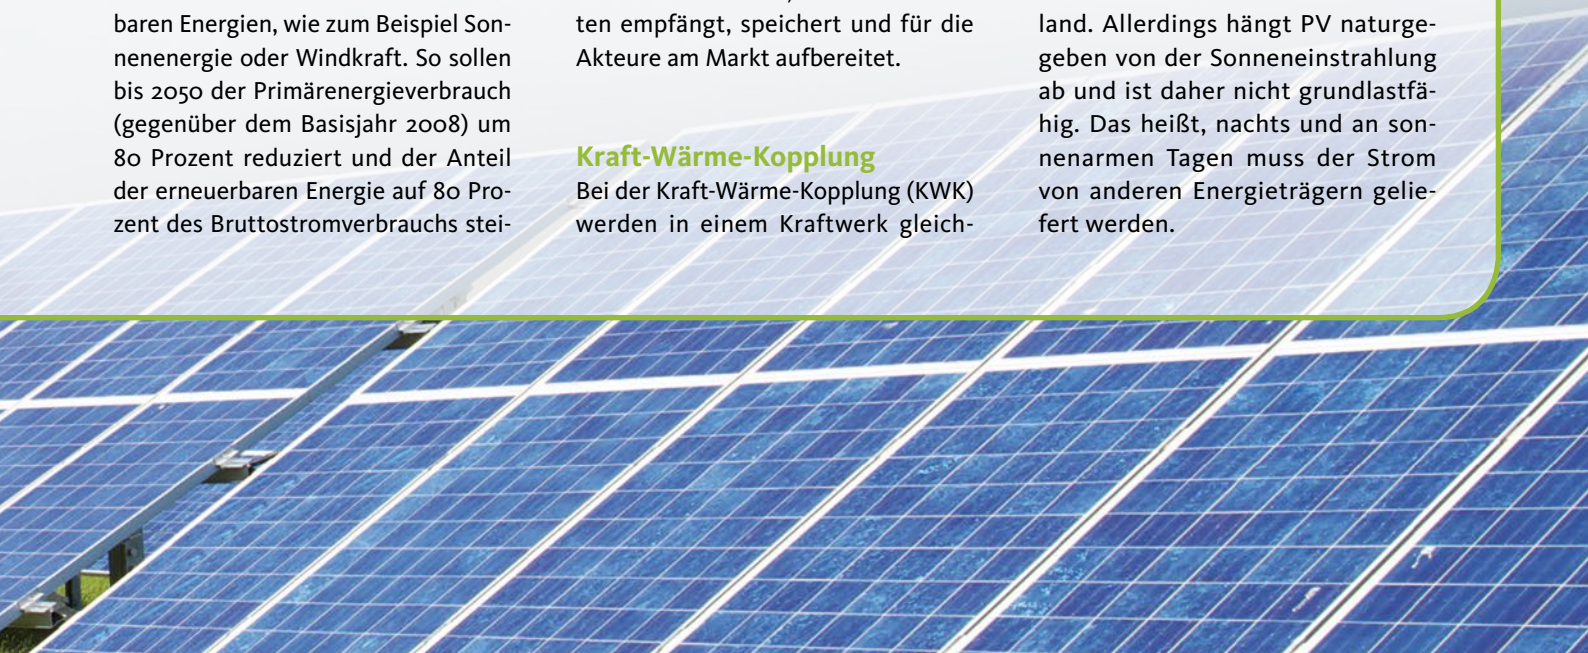 baren Energien, wie zum Beispiel Son-
nenenergie oder Windkraft. So sollen
bis 2050 der Primärenergieverbrauch
(gegenüber dem Basisjahr 2008) um
80 Prozent reduziert und der Anteil
der erneuerbaren Energie auf 80 Pro-
zent des Bruttostromverbrauchs stei-
ten empfängt, speichert und für die
Akteure am Markt aufbereitet.
Kraft-Wärme-Kopplung
Bei der Kraft-Wärme-Kopplung (KWK)
werden in einem Kraftwerk gleich-
land. Allerdings hängt PV naturge-
geben von der Sonneneinstrahlung
ab und ist daher nicht grundlastfä-
hig. Das heißt, nachts und an son-
nenarmen Tagen muss der Strom
von anderen Energieträgern gelie-
fert werden.